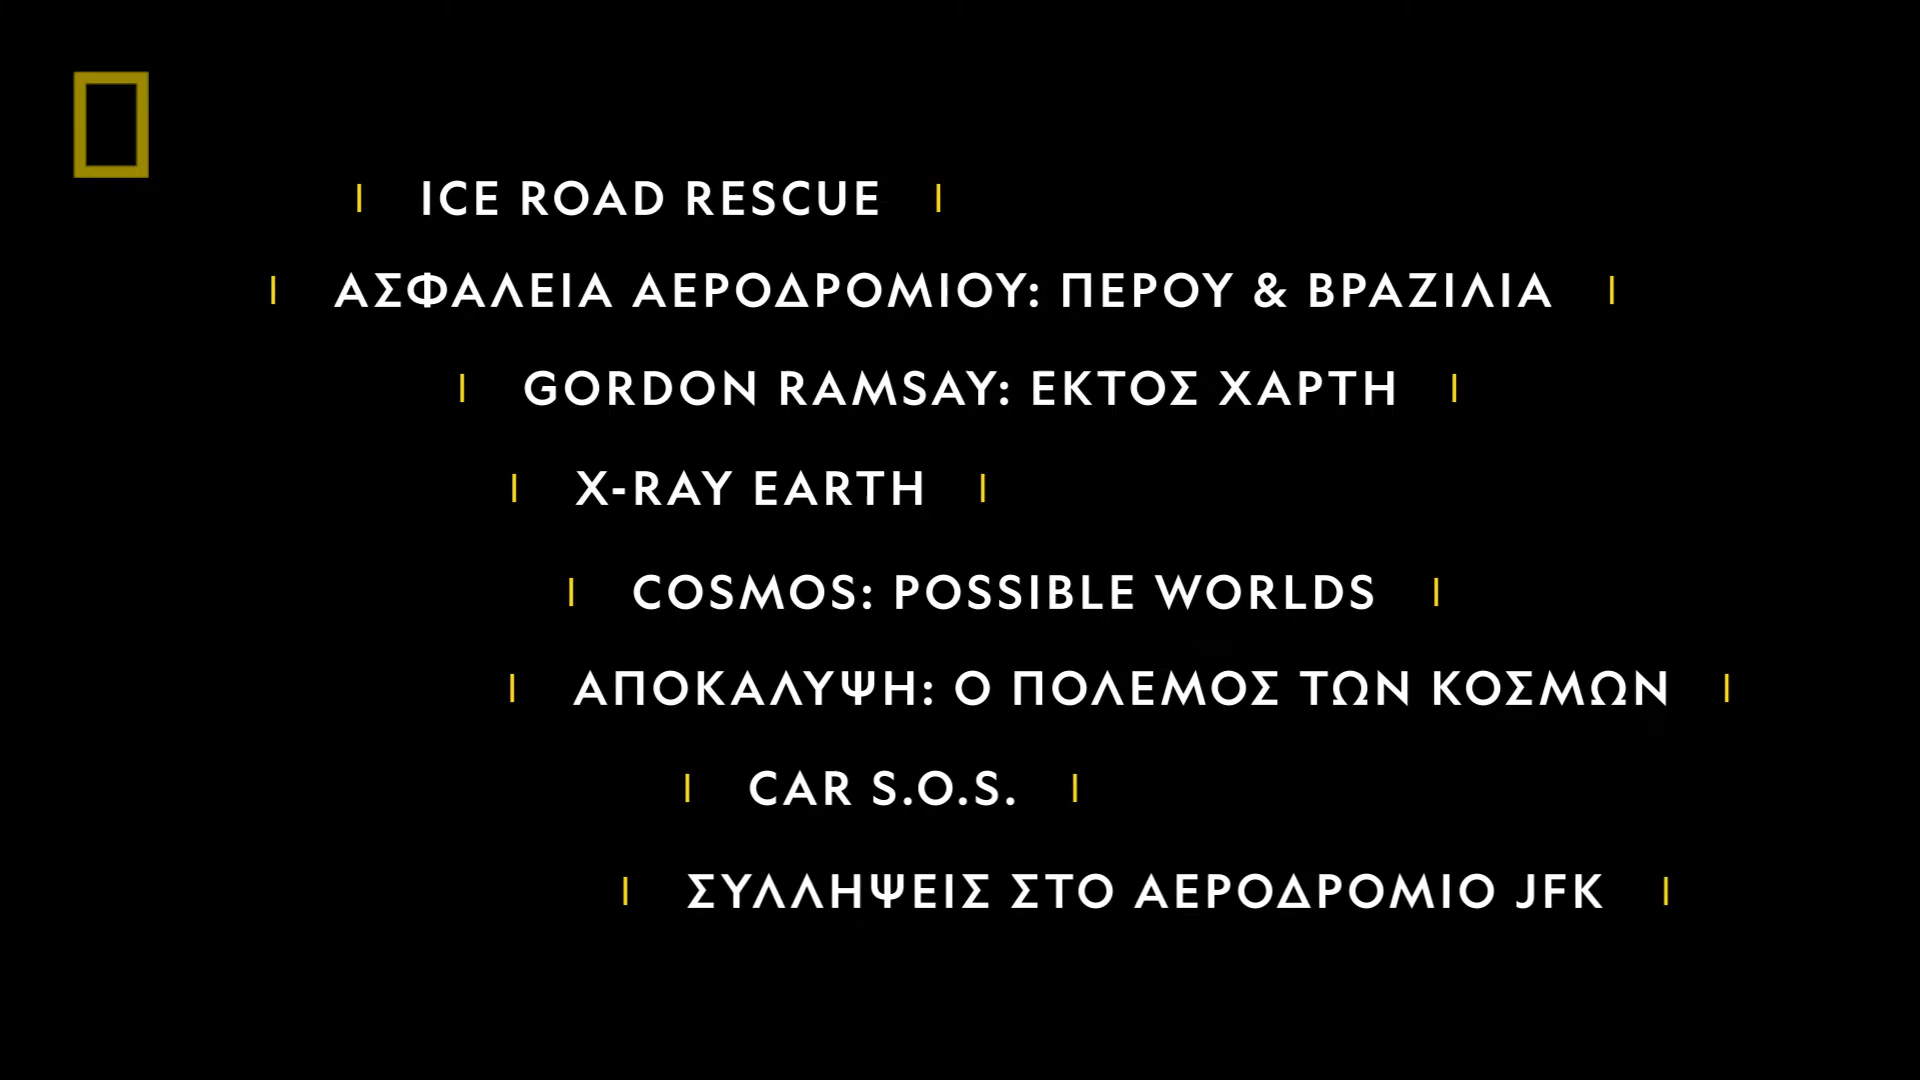 ICE ROAD RESCUE
ΑΣΦΑΛΕΙΑ ΑΕΡΟΔΡΟΜΙΟΥ: ΠΕΡΟΥ & ΒΡΑΖΙΛΙΑ
GORDON RAMSAY: ΕΚΤΟΣ ΧΑΡΤΗ
X-RAY EARTH
COSMOS: POSSIBLE WORLDS
ΑΠΟΚΑΛΥΨΗ: Ο ΠΟΛΕΜΟΣ ΤΩΝ ΚΟΣΜΩΝ
CAR S.O.S.
ΣΥΛΛΗΨΕΙΣ ΣΤΟ ΑΕΡΟΔΡΟΜΙΟ JFK